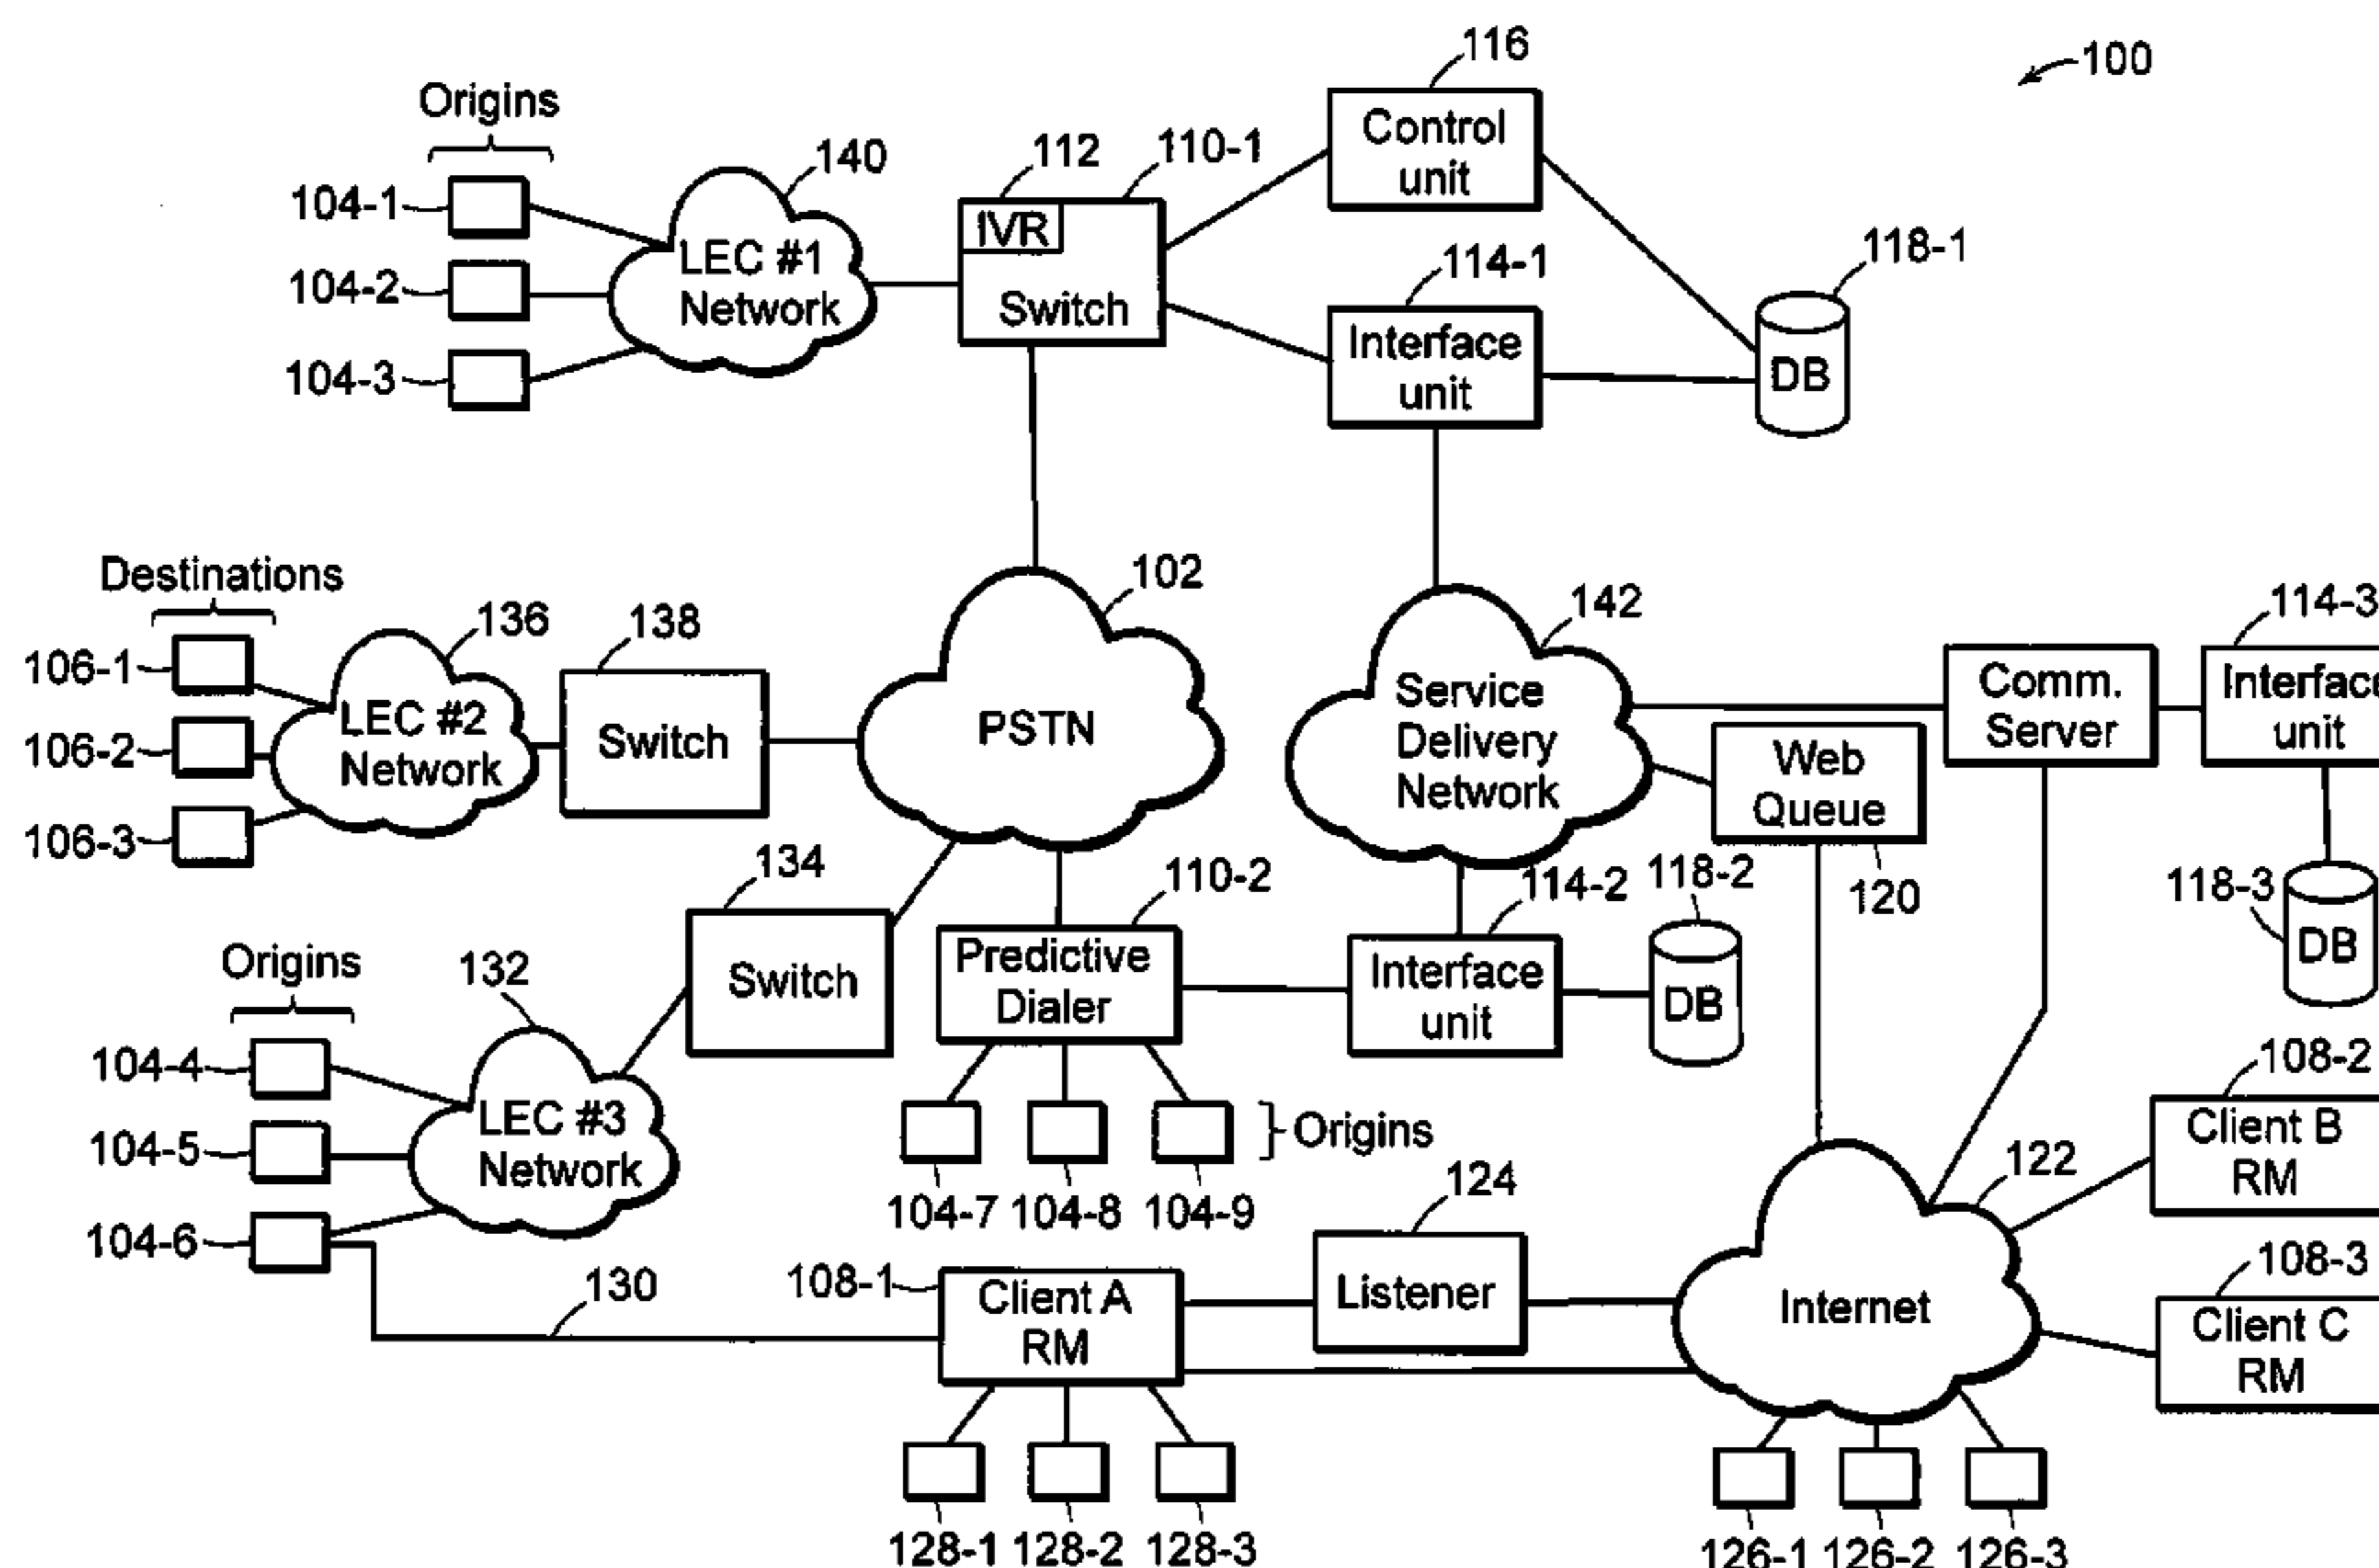 100
116
Control
unit
Origins
140
112
110-1
104-1
104-2
104-3
LEC #1
Network
IVR
Switch
114-1
Interface
unit
118-1
DB
Destinations
136
138
102
142
114-3
106-1
106-2
106-3
LEC #2
Network
Switch
PSTN
Service
Delivery
Network
Comm.
Server
Interface
unit
Web
Queue
120
134
110-2
114-2
118-2
118-3
DB
Origins
132
Switch
Predictive
Dialer
Interface
unit
DB
104-4
104-5
104-6
LEC #3
Network
Origins
104-7
104-8
104-9
124
122
108-2
Client B
RM
130
108-1
Client A
RM
Listener
Internet
108-3
Client C
RM
128-1
128-2
128-3
126-1
126-2
126-3